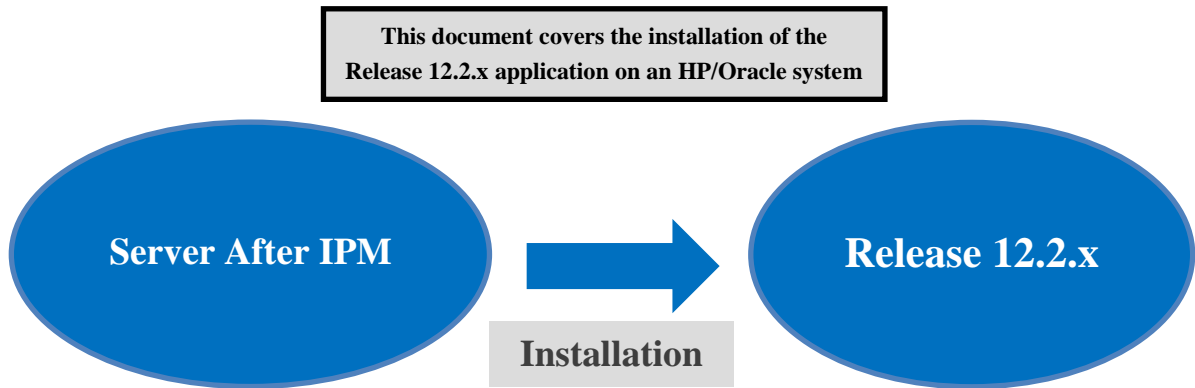 This document covers the installation of the
Release 12.2.x application on an HP/Oracle system
Server After IPM
Release 12.2.x
Installation